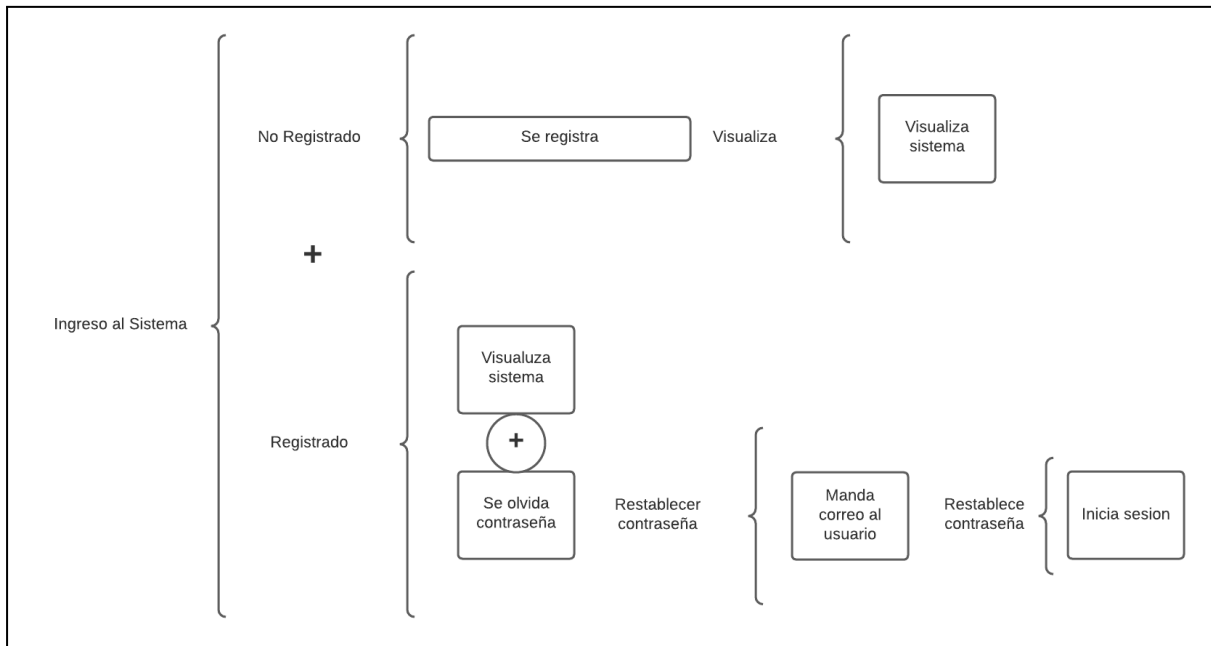 No Registrado
Se registra
Visualiza
Visualiza
sistema
+
Ingreso al Sistema
Registrado
Visualuza
sistema
+
Se olvida
contraseña
Restablecer
contraseña
Manda
correo al
usuario
Restablece
contraseña
Inicia sesion